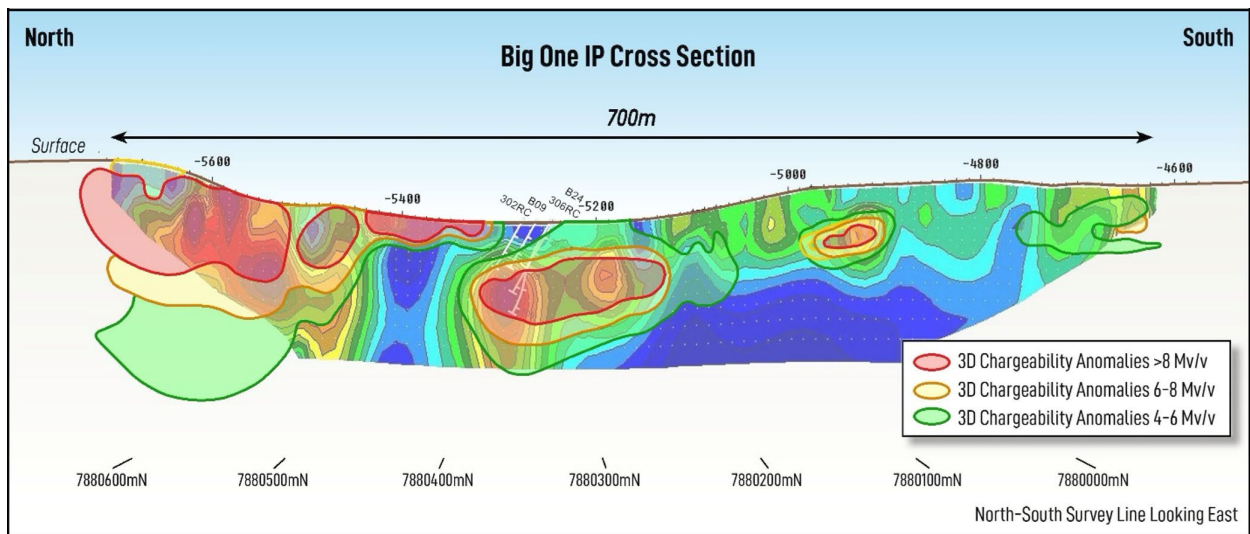 North
South
Big One IP Cross Section
700m
Surface
-5600
-5400
302RC
B09
B24
306RC
-5200
-5000
-4800
-4600
3D Chargeability Anomalies >8 Mv/v
3D Chargeability Anomalies 6-8 Mv/v
3D Chargeability Anomalies 4-6 Mv/v
7880600mN
7880500mN
7880400mN
7880300mN
7880200mN
7880100mN
7880000mN
North-South Survey Line Looking East